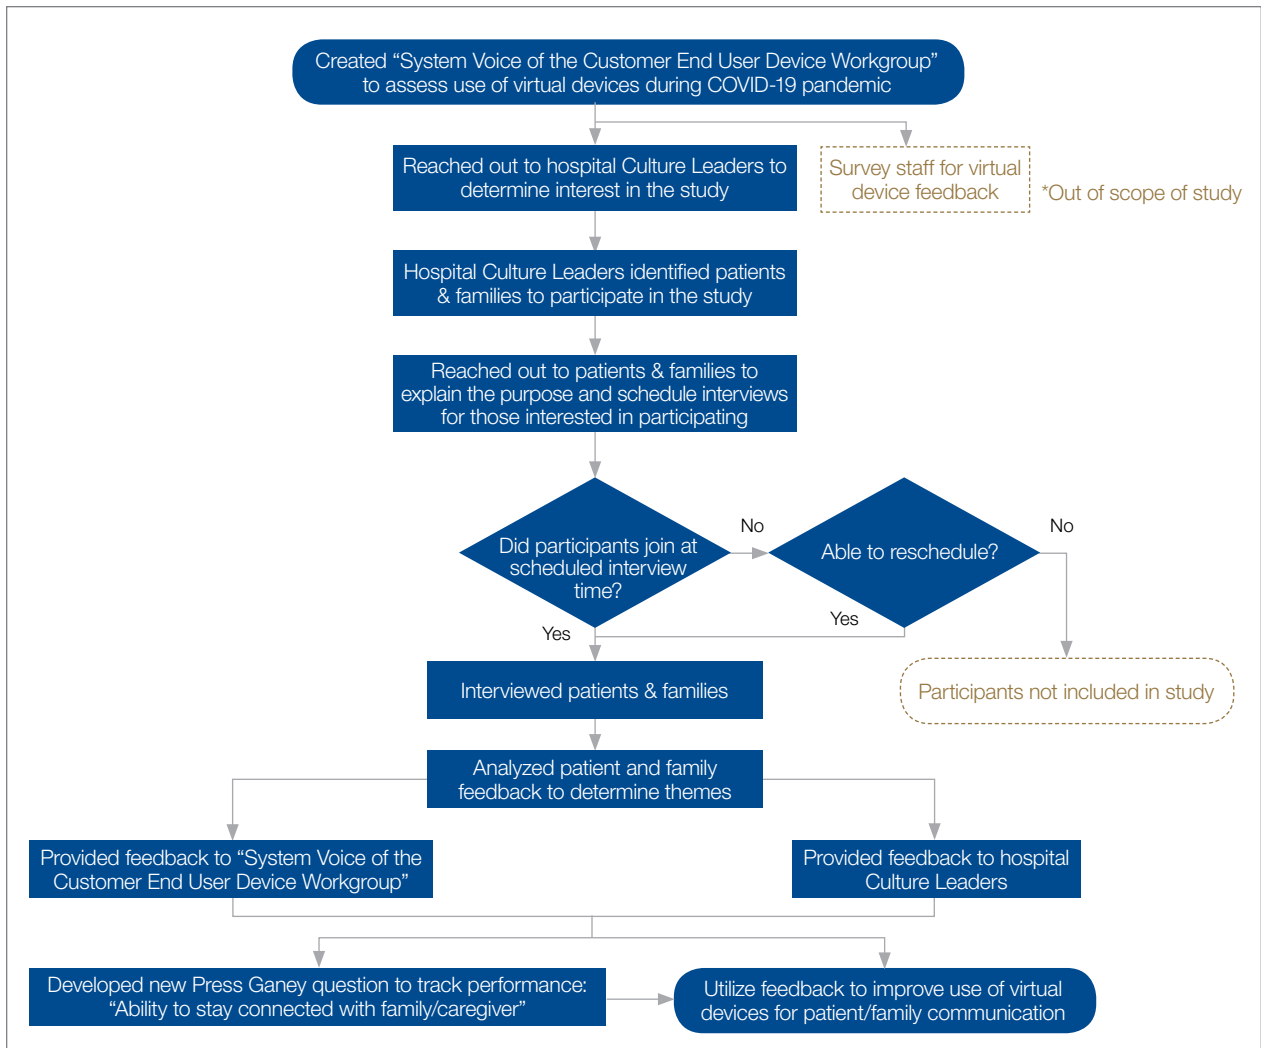 Created “System Voice of the Customer End User Device Workgroup”
to assess use of virtual devices during COVID-19 pandemic
Reached out to hospital Culture Leaders to
determine interest in the study
Survey staff for virtual
device feedback
*Out of scope of study
Hospital Culture Leaders identified patients
& families to participate in the study
Reached out to patients & families to
explain the purpose and schedule interviews
for those interested in participating
Did participants join at
scheduled interview
time?
No
Able to reschedule?
No
Yes
Yes
Interviewed patients & families
Participants not included in study
Analyzed patient and family
feedback to determine themes
Provided feedback to “System Voice of the
Customer End User Device Workgroup”
Provided feedback to hospital
Culture Leaders
Developed new Press Ganey question to track performance:
“Ability to stay connected with family/caregiver”
Utilize feedback to improve use of virtual
devices for patient/family communication